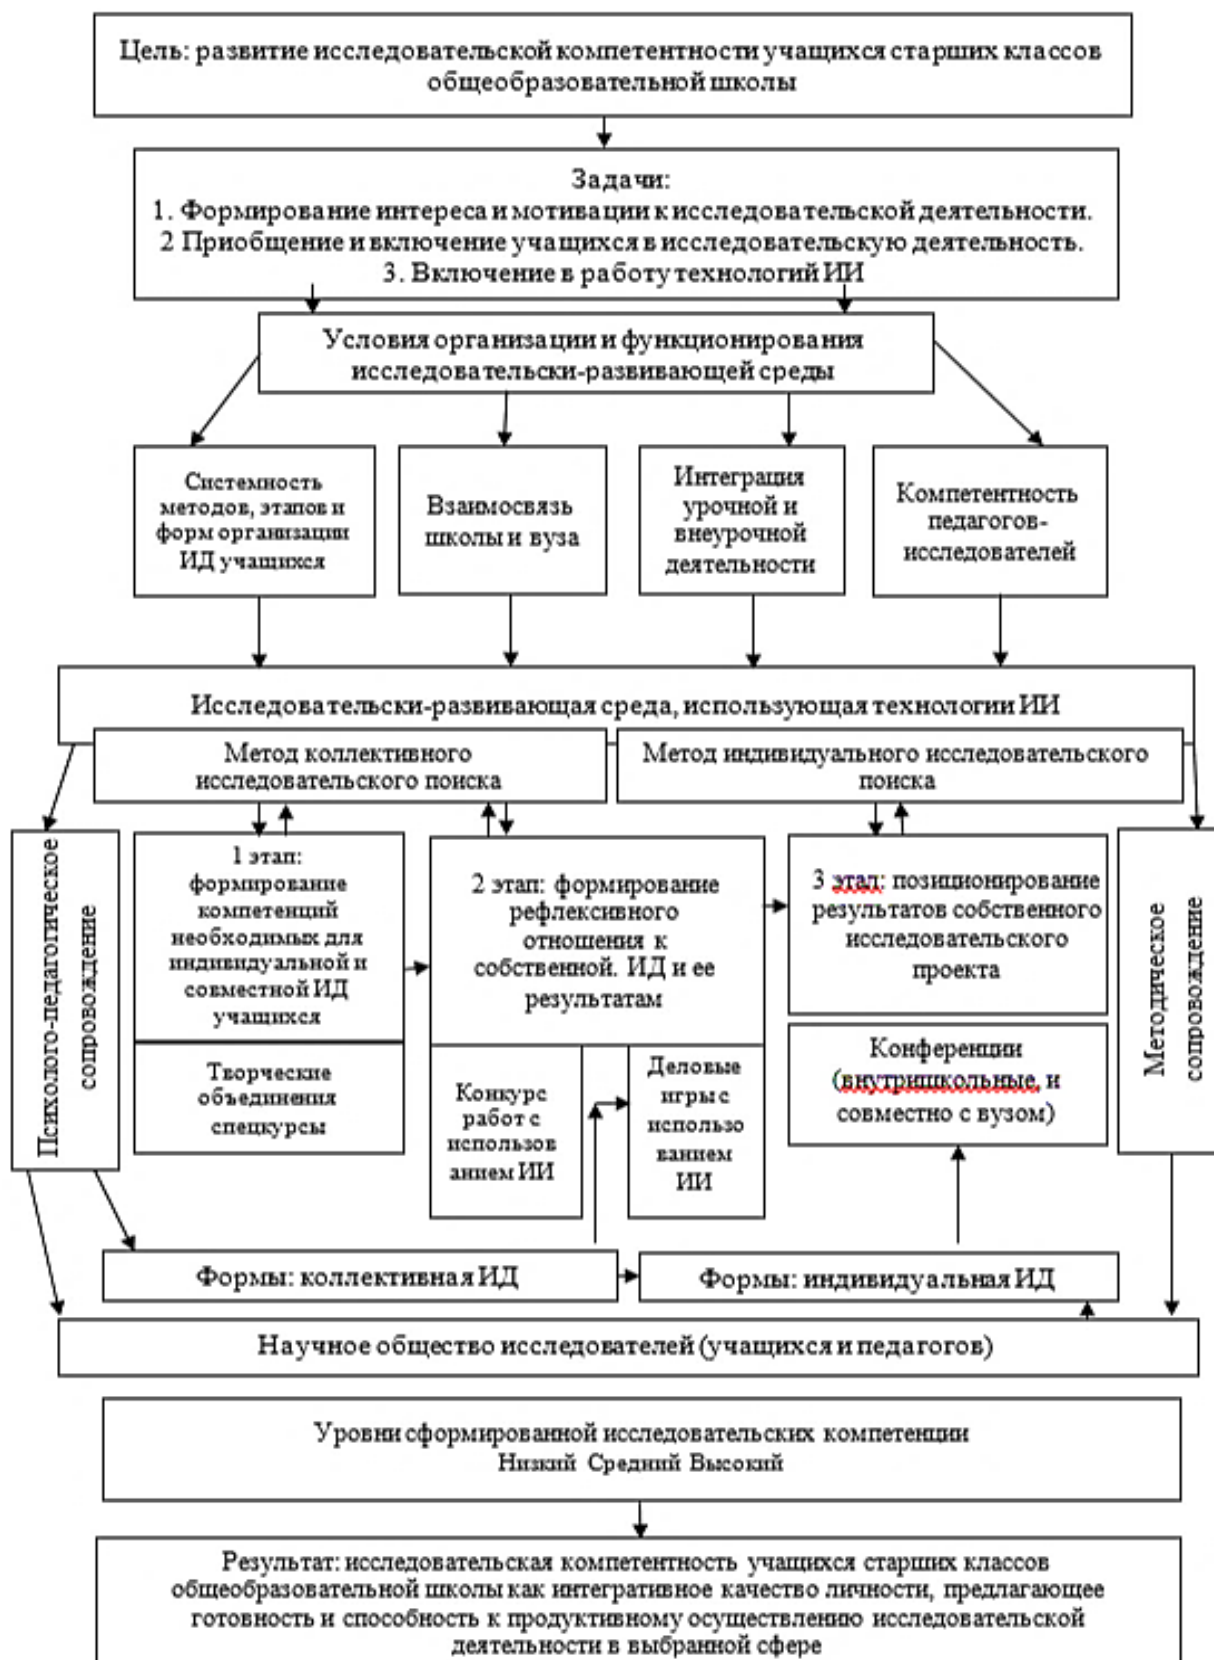 Цель: развитие исследовательской компетентности учащихся старших классов
общеобразовательной школы
Задачи:
1. Формирование интереса и мотивации к исследовательской деятельности.
2 Приобщение и включение учащихся в исследовательскую деятельность.
3. Включение в работу технологий ИИ
Условия организации и функционирования
исследовательски-развивающей среды
Системность
методов, этапов и
форм организации
ИД учащихся
Взаимосвязь
школы и вуза
Интеграция
урочной и
внеурочной
деятельности
Компетентность
педагогов-
исследователей
Исследовательски-развивающая среда, использующая технологии ИИ
Метод коллективного
исследовательского поиска
Метод индивидуального исследовательского
поиска
Психолого-педагогическое
сопровождение
1 этап:
формирование
компетенций
необходимых для
индивидуальной и
совместной ИД
учащихся
Творческие
объединения
спецкурсы
2 этап: формирование
рефлексивного
отношения к
собственной. ИД и ее
результатам
Конкурс
работ с
использов
анием ИИ
Деловые
игры с
использо
ванием
ИИ
3 этап: позиционирование
результатов собственного
исследовательского
проекта
Конференции
(внутришкольные, и
совместно с вузом)
Методическое
сопровождение
Формы: коллективная ИД
Формы: индивидуальная ИД
Научное общество исследователей (учащихся и педагогов)
Уровни сформированной исследовательских компетенции
Низкий Средний Высокий
Результат: исследовательская компетентность учащихся старших классов
общеобразовательной школы как интегративное качество личности, предлагающее
готовность и способность к продуктивному осуществлению исследовательской
деятельности в выбранной сфере